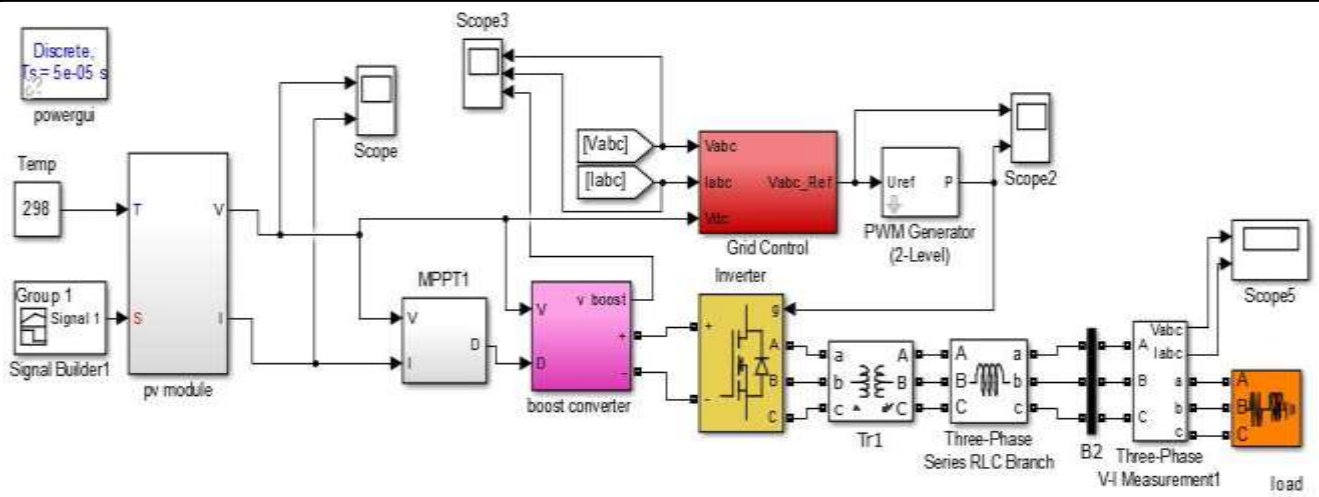 Scope3
Discrete,
Ts = 5e-05 s
powergui
Scope
[Vabc]
[Iabc]
Vabc
Iabc
Vdc
Vabc_Ref
Grid Control
Uref
P
PWM Generator
(2-Level)
Scope2
Temp
298
T
V
S
I
pv module
Group 1
Signal 1
Signal Builder1
MPPT1
V
I
D
v boost
V
D
+
-
boost converter
Inverter
g
+
-
A
B
C
a
b
c
A
B
C
Tr1
A
B
C
a
b
c
Three-Phase
Series RLC Branch
B2
Vabc
Iabc
A
B
C
a
b
c
Three-Phase
V-I Measurement1
Scope5
A
B
C
load